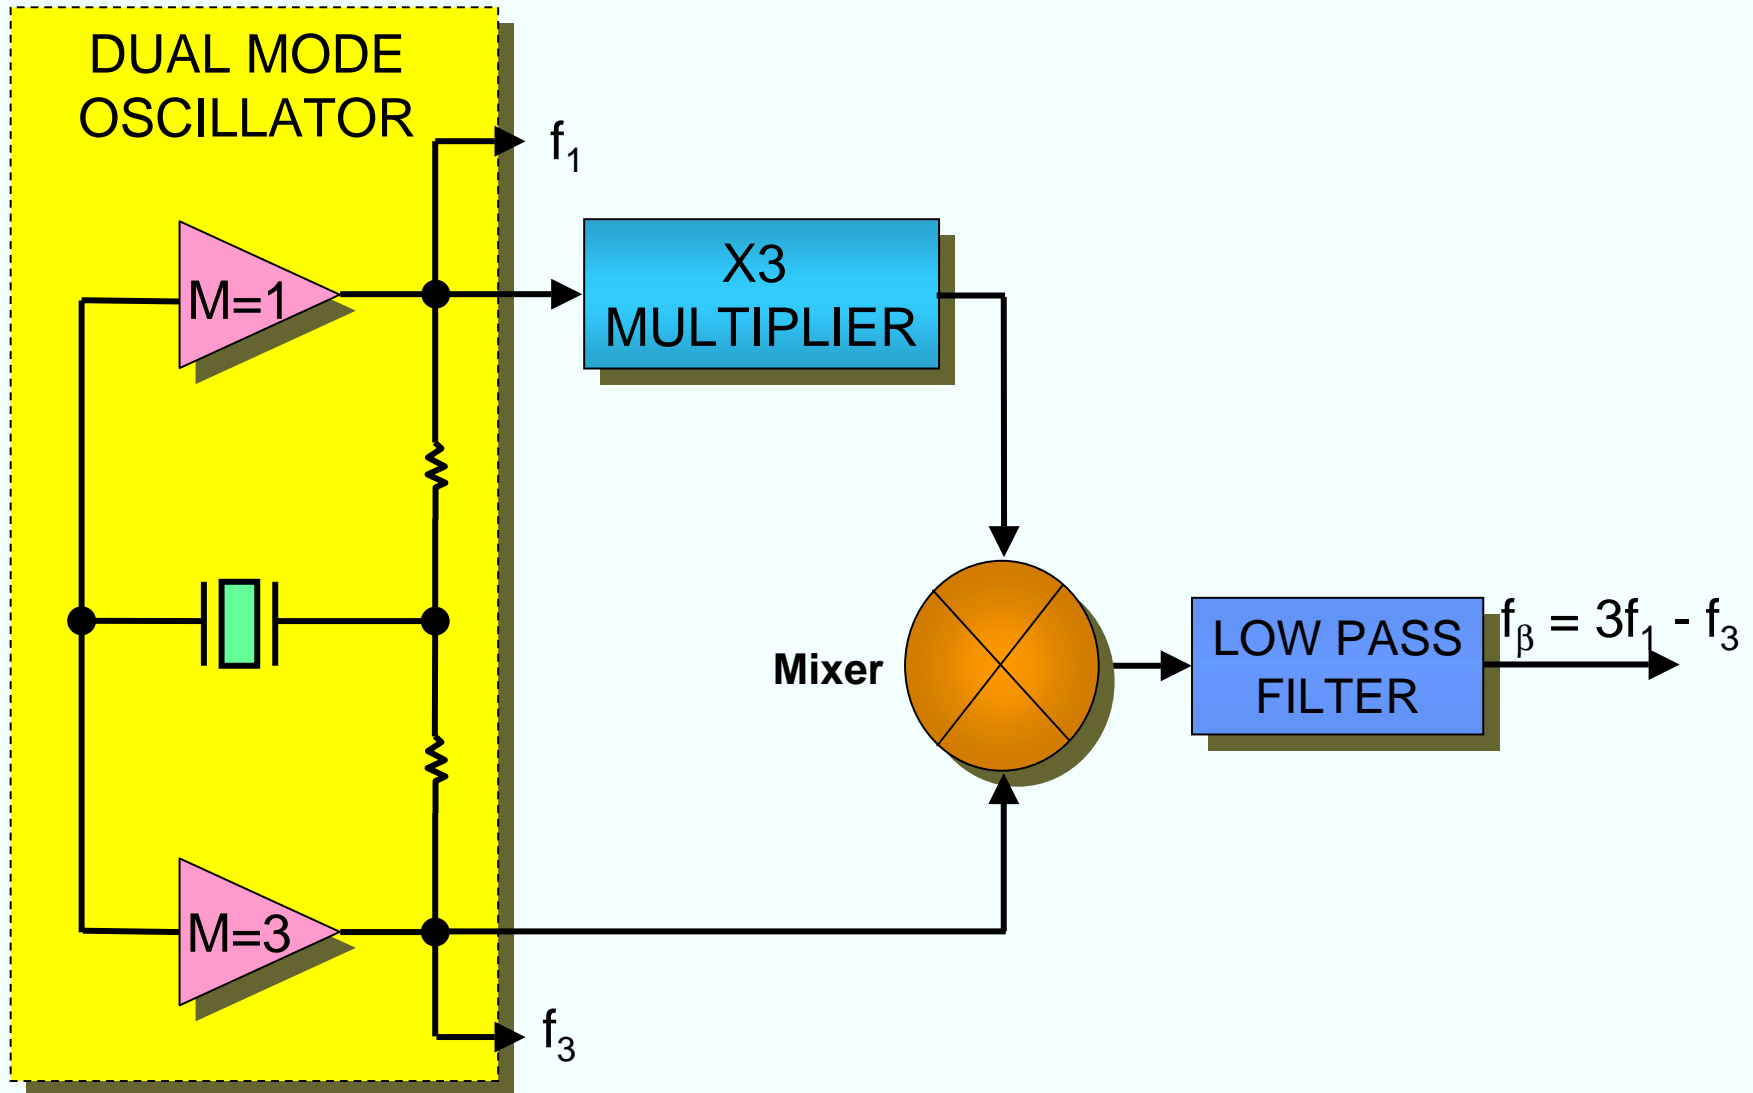 DUAL MODE
OSCILLATOR
f₁
M=1
X3
MULTIPLIER
Mixer
LOW PASS
FILTER
fᵦ = 3f₁ - f₃
M=3
f₃